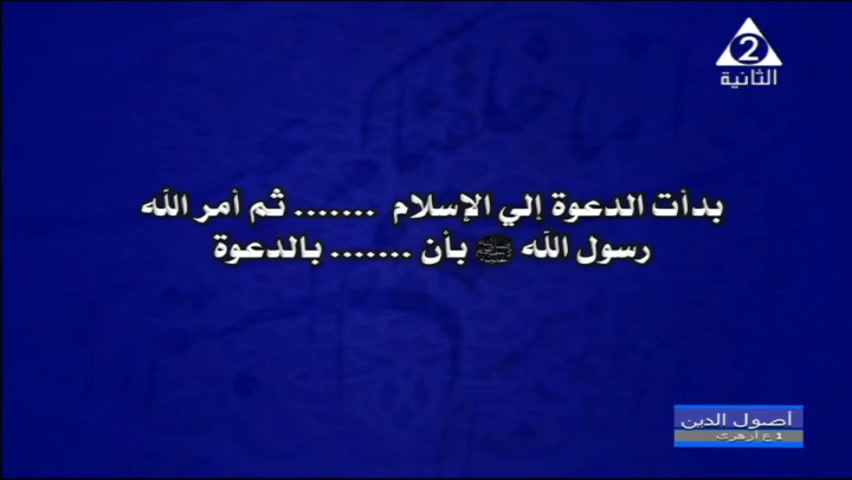 2
الثانية
بدأت الدعوة إلي الإسلام ....... ثم أمر الله
رسول الله ﷺ بأن ....... بالدعوة
أصول الدين
1 ع أزهرى